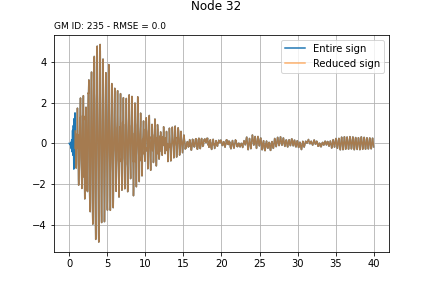 Node 32
GM ID: 235 - RMSE = 0.0
Entire sign
Reduced sign
4
2
0
−2
−4
0 5 10 15 20 25 30 35 40